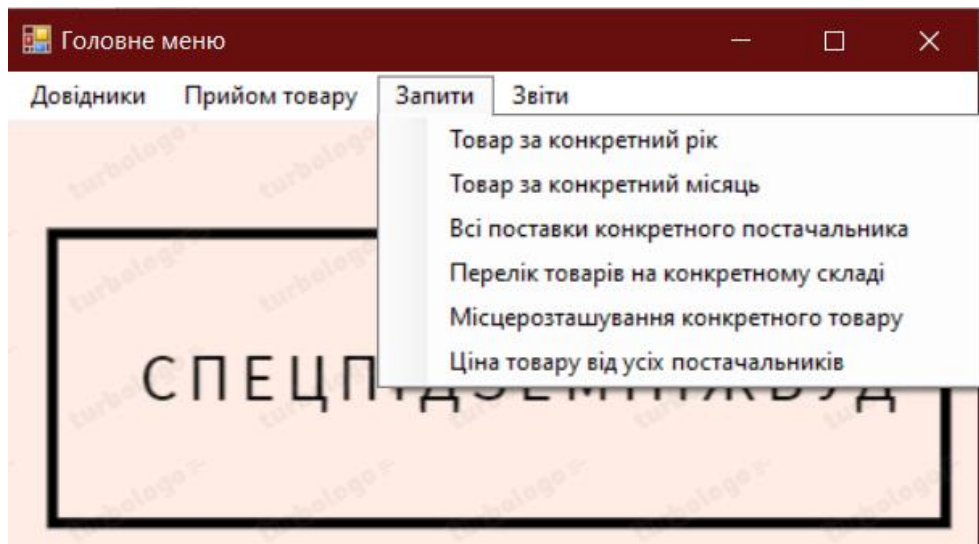 Головне меню
Довідники Прийом товару Запити Звіти
Товар за конкретний рік
Товар за конкретний місяць
Всі поставки конкретного постачальника
Перелік товарів на конкретному складі
Місцерозташування конкретного товару
Ціна товару від усіх постачальників
turbologo